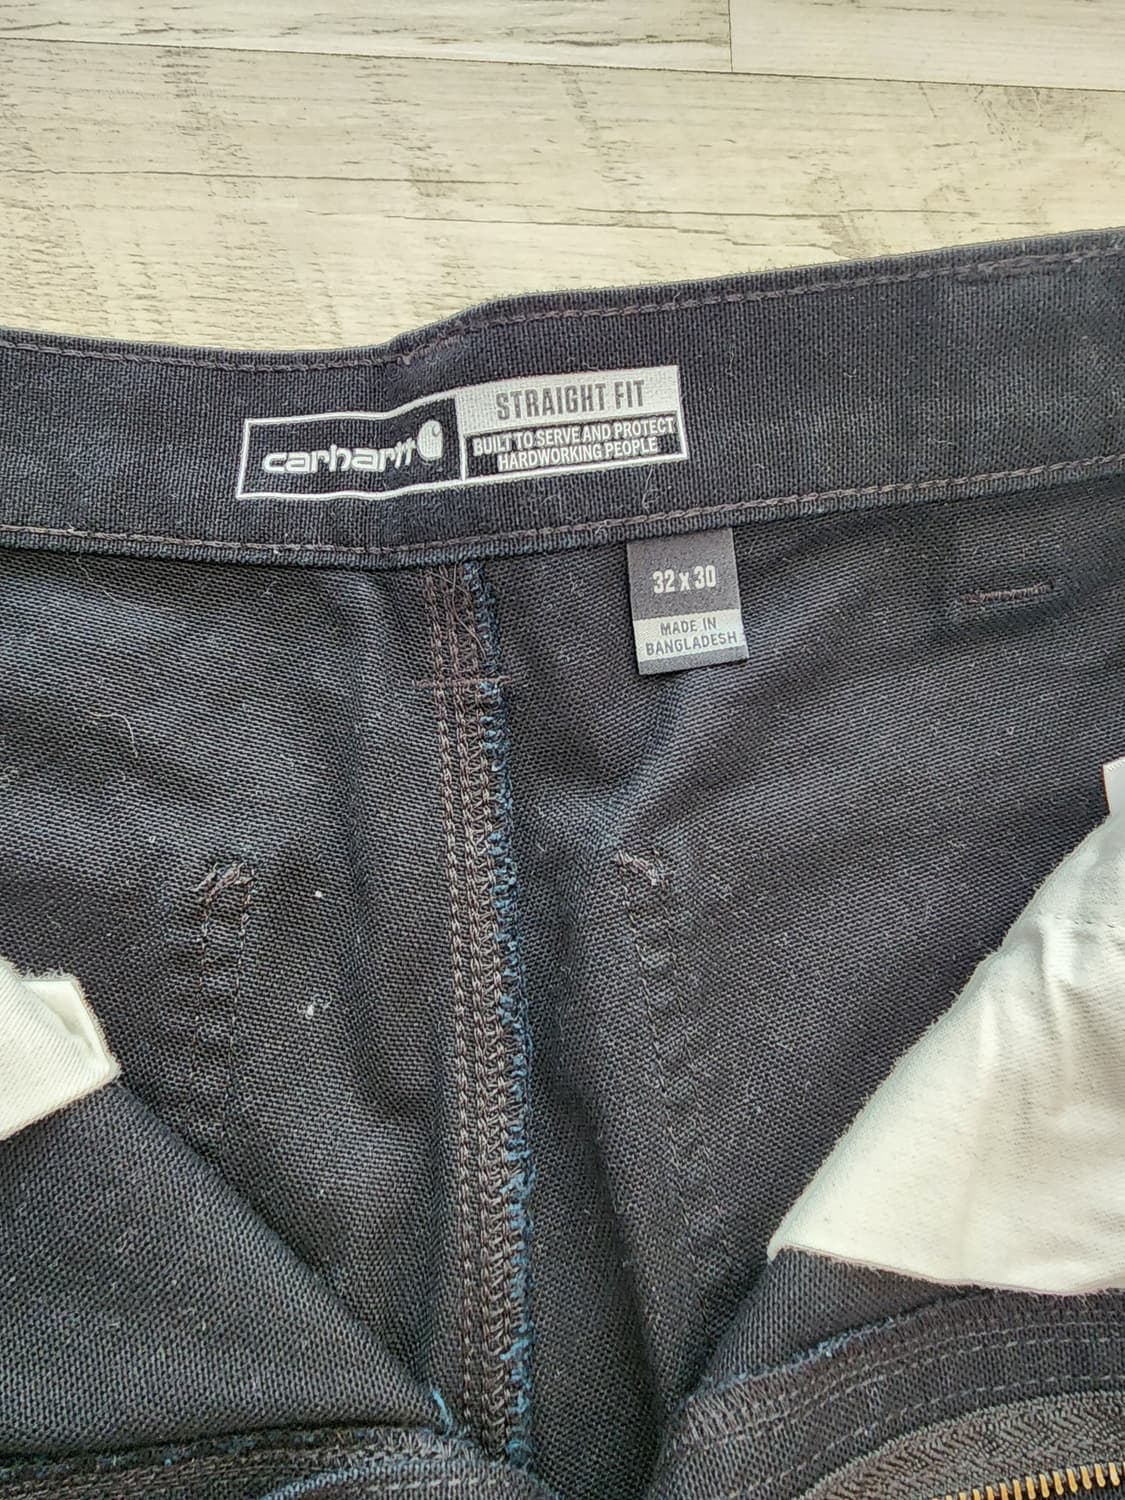 carhartt
STRAIGHT FIT
BUILT TO SERVE AND PROTECT
HARDWORKING PEOPLE
32 x 30
MADE IN
BANGLADESH